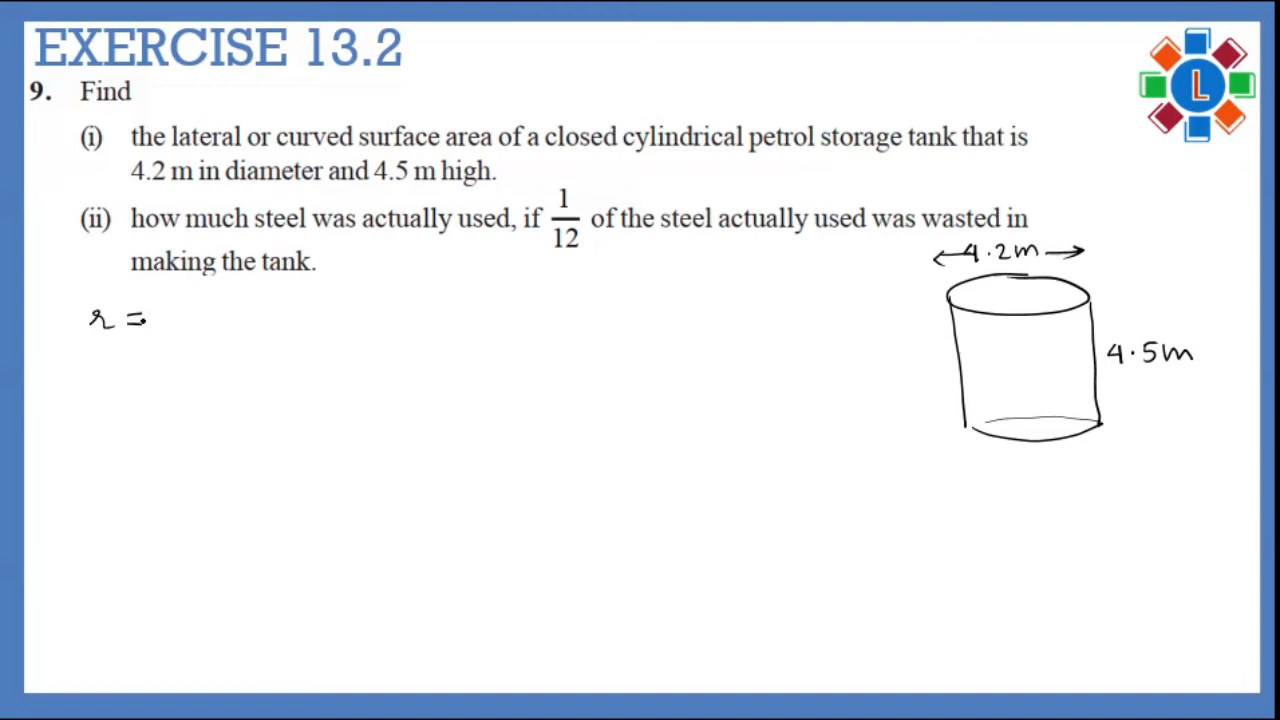 EXERCISE 13.2
L
9. Find
(i) the lateral or curved surface area of a closed cylindrical petrol storage tank that is
4.2 m in diameter and 4.5 m high.
(ii) how much steel was actually used, if 1/12 of the steel actually used was wasted in
making the tank.
4.2m
r =
4.5m